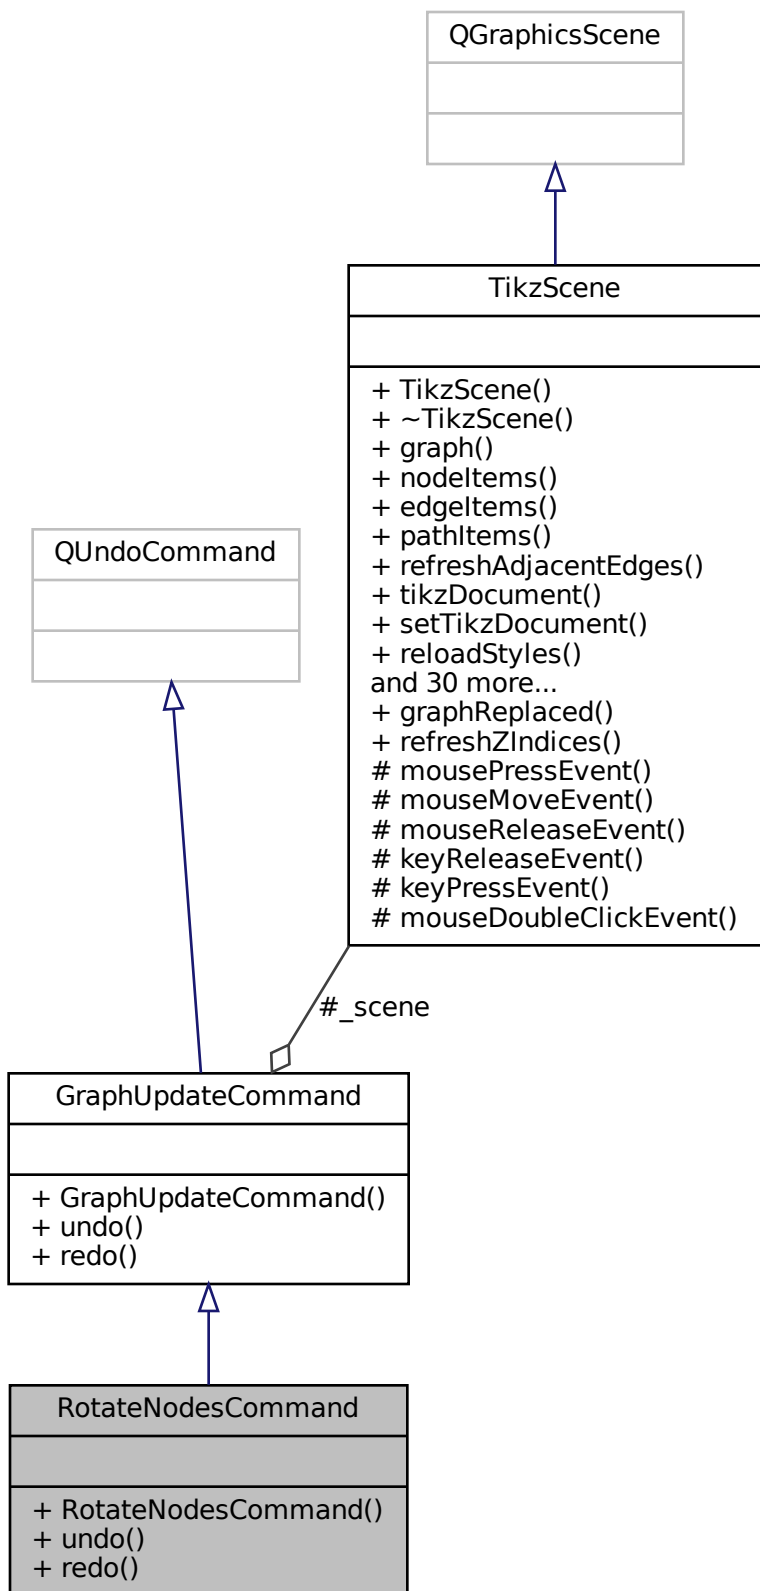 QGraphicsScene
TikzScene
+ TikzScene()
+ ~TikzScene()
+ graph()
+ nodeItems()
+ edgeItems()
+ pathItems()
+ refreshAdjacentEdges()
+ tikzDocument()
+ setTikzDocument()
+ reloadStyles()
and 30 more...
+ graphReplaced()
+ refreshZIndices()
# mousePressEvent()
# mouseMoveEvent()
# mouseReleaseEvent()
# keyReleaseEvent()
# keyPressEvent()
# mouseDoubleClickEvent()
QUndoCommand
#_scene
GraphUpdateCommand
+ GraphUpdateCommand()
+ undo()
+ redo()
RotateNodesCommand
+ RotateNodesCommand()
+ undo()
+ redo()